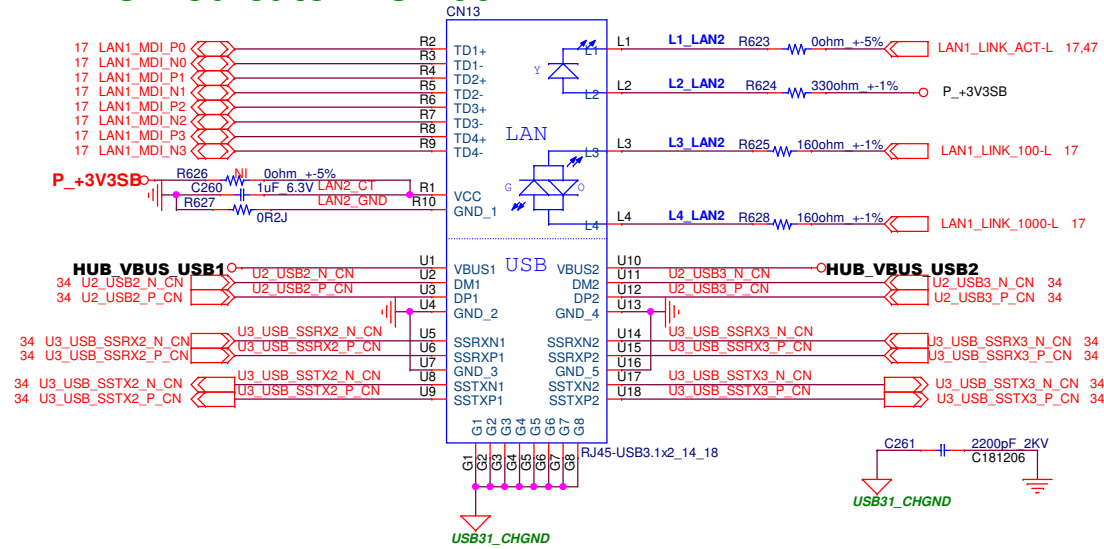 CN13
17 LAN1_MDI_P0 R2 TD1+
17 LAN1_MDI_N0 R3 TD1-
17 LAN1_MDI_P1 R4 TD2+
17 LAN1_MDI_N1 R5 TD2-
17 LAN1_MDI_P2 R6 TD3+
17 LAN1_MDI_N2 R7 TD3-
17 LAN1_MDI_P3 R8 TD4+
17 LAN1_MDI_N3 R9 TD4-
LAN
Y
L1 L1 L1_LAN2 R623 0ohm_+-5% LAN1_LINK_ACT-L 17,47
L2 L2 L2_LAN2 R624 330ohm_+-1% P_+3V3SB
G O
L3 L3 L3_LAN2 R625 160ohm_+-1% LAN1_LINK_100-L 17
L4 L4 L4_LAN2 R628 160ohm_+-1% LAN1_LINK_1000-L 17
P_+3V3SB R626 NI 0ohm_+-5%
C260 1uF_6.3V LAN2_CT R1 VCC
R627 0R2J LAN2_GND R10 GND_1
USB
HUB_VBUS_USB1 U1 VBUS1
34 U2_USB2_N_CN U2_USB2_N_CN U2 DM1
34 U2_USB2_P_CN U2_USB2_P_CN U3 DP1
U4 GND_2
34 U3_USB_SSRX2_N_CN U3_USB_SSRX2_N_CN U5 SSRXN1
34 U3_USB_SSRX2_P_CN U3_USB_SSRX2_P_CN U6 SSRXP1
U7 GND_3
34 U3_USB_SSTX2_N_CN U3_USB_SSTX2_N_CN U8 SSTXN1
34 U3_USB_SSTX2_P_CN U3_USB_SSTX2_P_CN U9 SSTXP1
VBUS2 U10 HUB_VBUS_USB2
DM2 U11 U2_USB3_N_CN U2_USB3_N_CN 34
DP2 U12 U2_USB3_P_CN U2_USB3_P_CN 34
GND_4 U13
SSRXN2 U14 U3_USB_SSRX3_N_CN U3_USB_SSRX3_N_CN 34
SSRXP2 U15 U3_USB_SSRX3_P_CN U3_USB_SSRX3_P_CN 34
GND_5 U16
SSTXN2 U17 U3_USB_SSTX3_N_CN U3_USB_SSTX3_N_CN 34
SSTXP2 U18 U3_USB_SSTX3_P_CN U3_USB_SSTX3_P_CN 34
G1 G2 G3 G4 G5 G6 G7 G8
RJ45-USB3.1x2_14_18
G1 G2 G3 G4 G5 G6 G7 G8
USB31_CHGND
C261 2200pF_2KV
C181206
USB31_CHGND